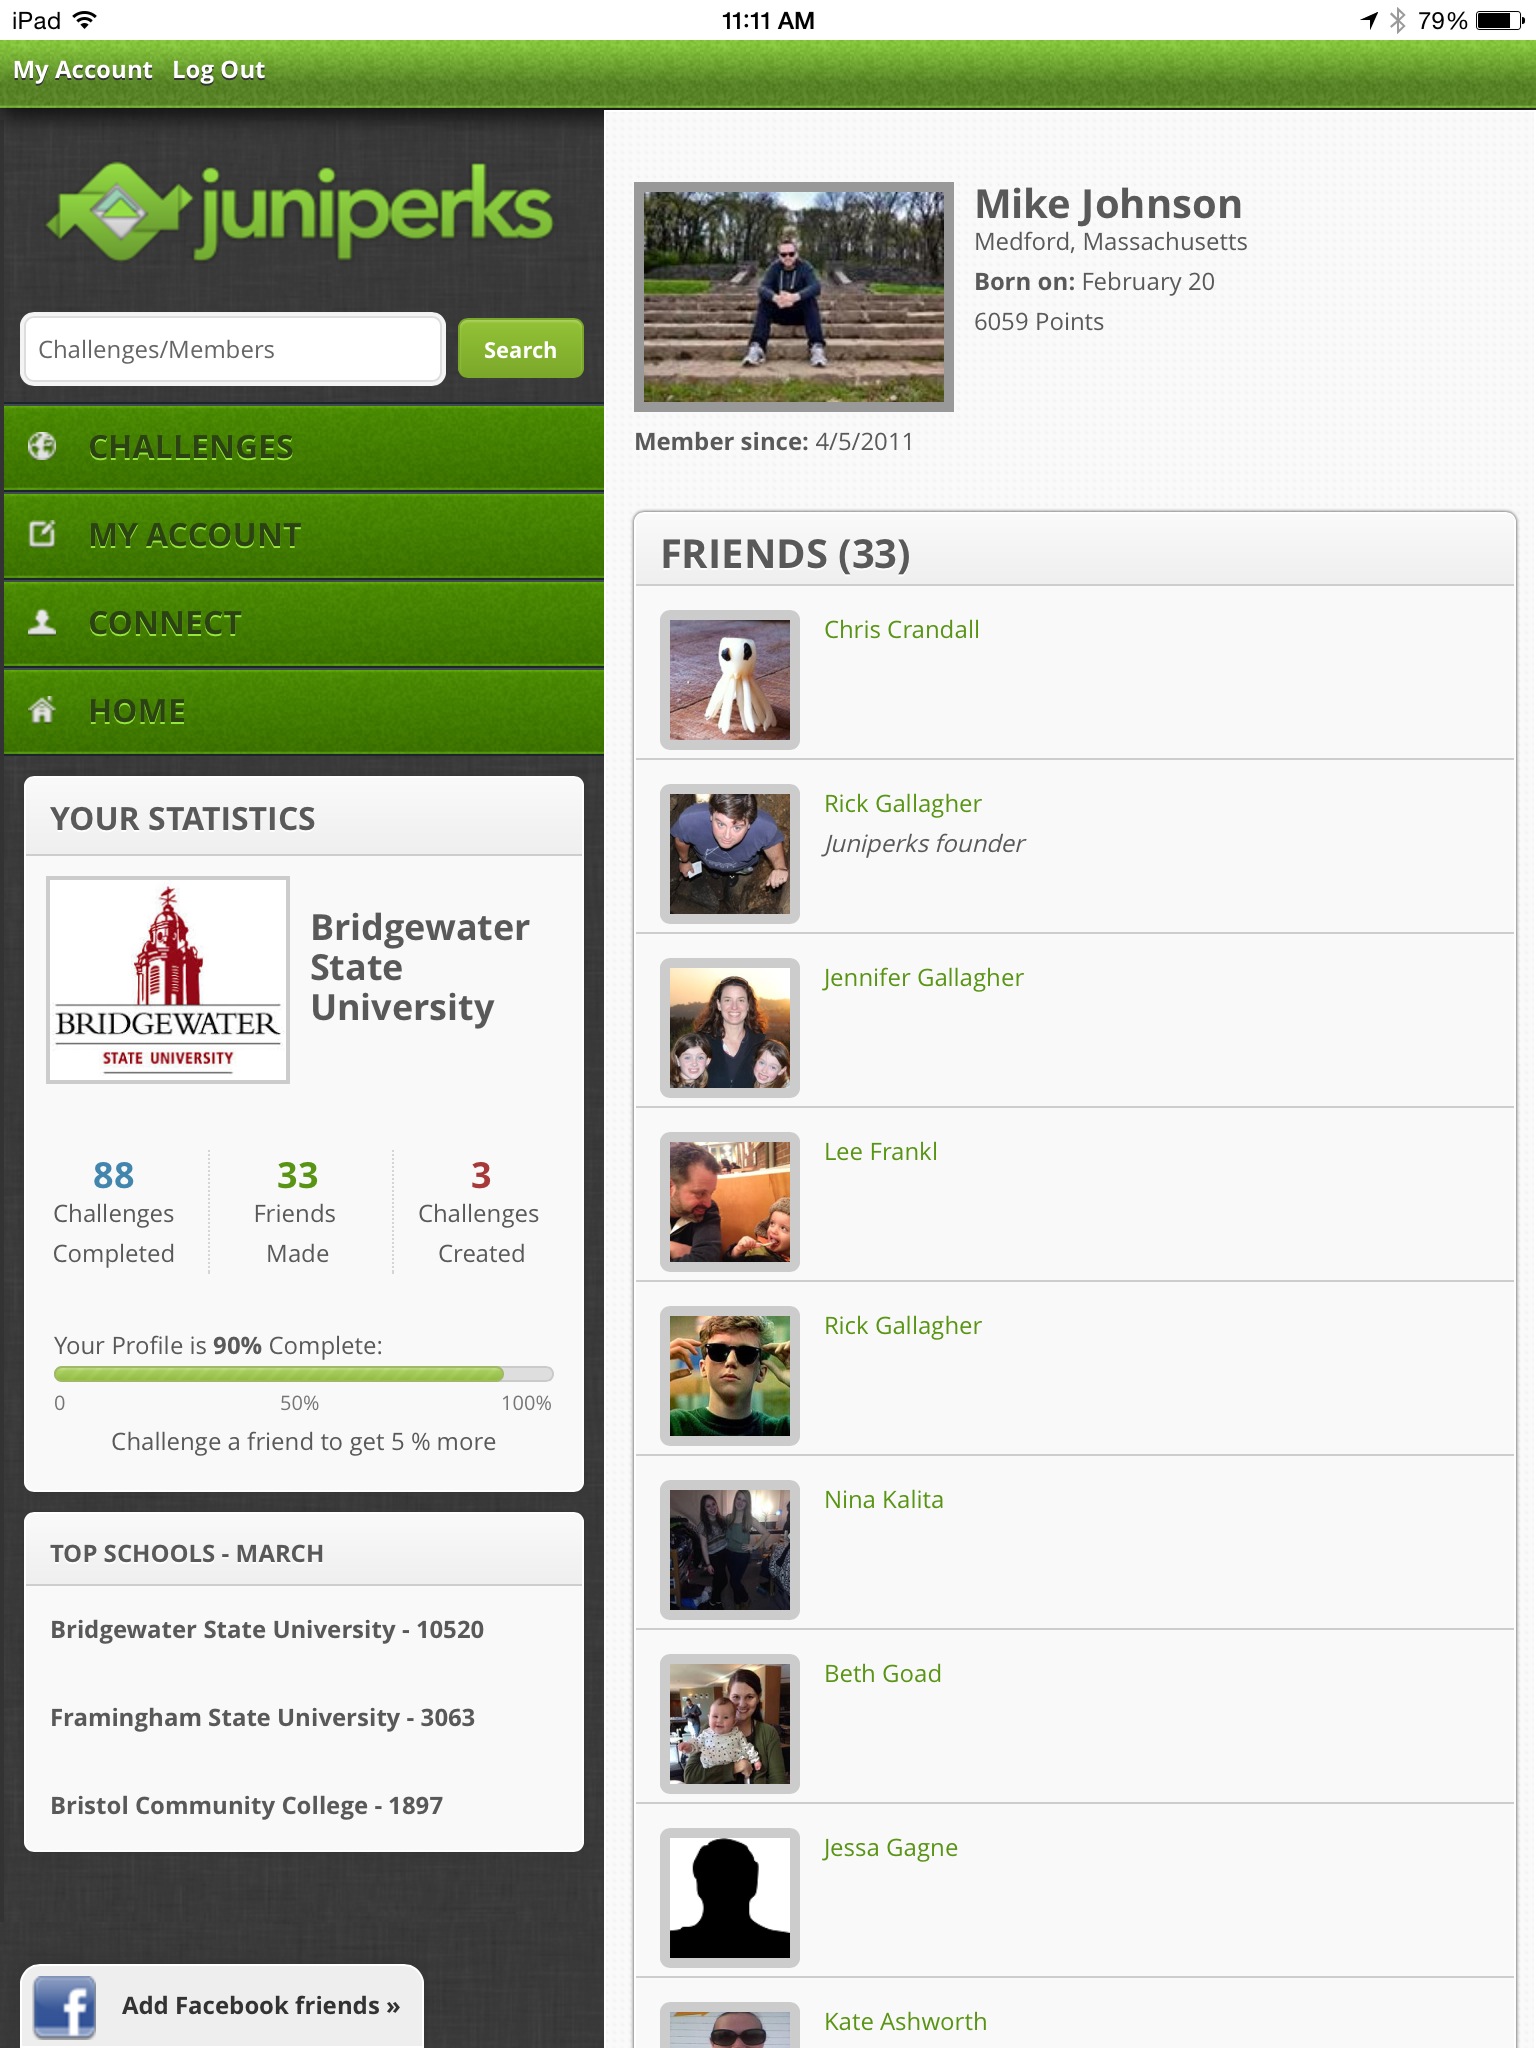 iPad
11:11 AM
79%
My Account Log Out
juniperks
Challenges/Members
Search
CHALLENGES
MY ACCOUNT
CONNECT
HOME
YOUR STATISTICS
BRIDGEWATER
STATE UNIVERSITY
Bridgewater
State
University
88
Challenges
Completed
33
Friends
Made
3
Challenges
Created
Your Profile is 90% Complete:
0 50% 100%
Challenge a friend to get 5 % more
TOP SCHOOLS - MARCH
Bridgewater State University - 10520
Framingham State University - 3063
Bristol Community College - 1897
f
Add Facebook friends »
Mike Johnson
Medford, Massachusetts
Born on: February 20
6059 Points
Member since: 4/5/2011
FRIENDS (33)
Chris Crandall
Rick Gallagher
Juniperks founder
Jennifer Gallagher
Lee Frankl
Rick Gallagher
Nina Kalita
Beth Goad
Jessa Gagne
Kate Ashworth